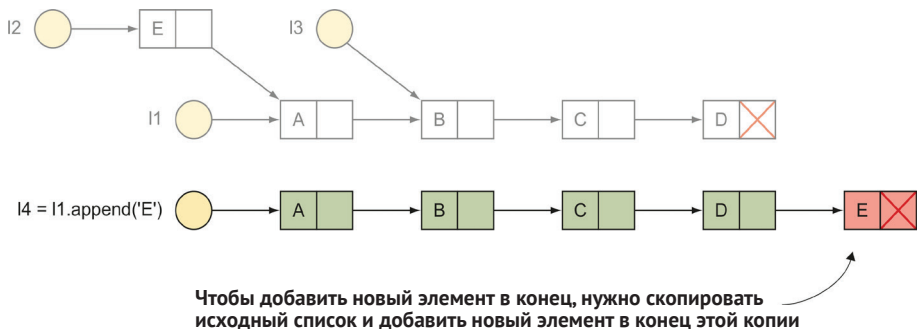 l2 E l3
l1 A B C D
l4 = l1.append('E') A B C D E
Чтобы добавить новый элемент в конец, нужно скопировать
исходный список и добавить новый элемент в конец этой копии